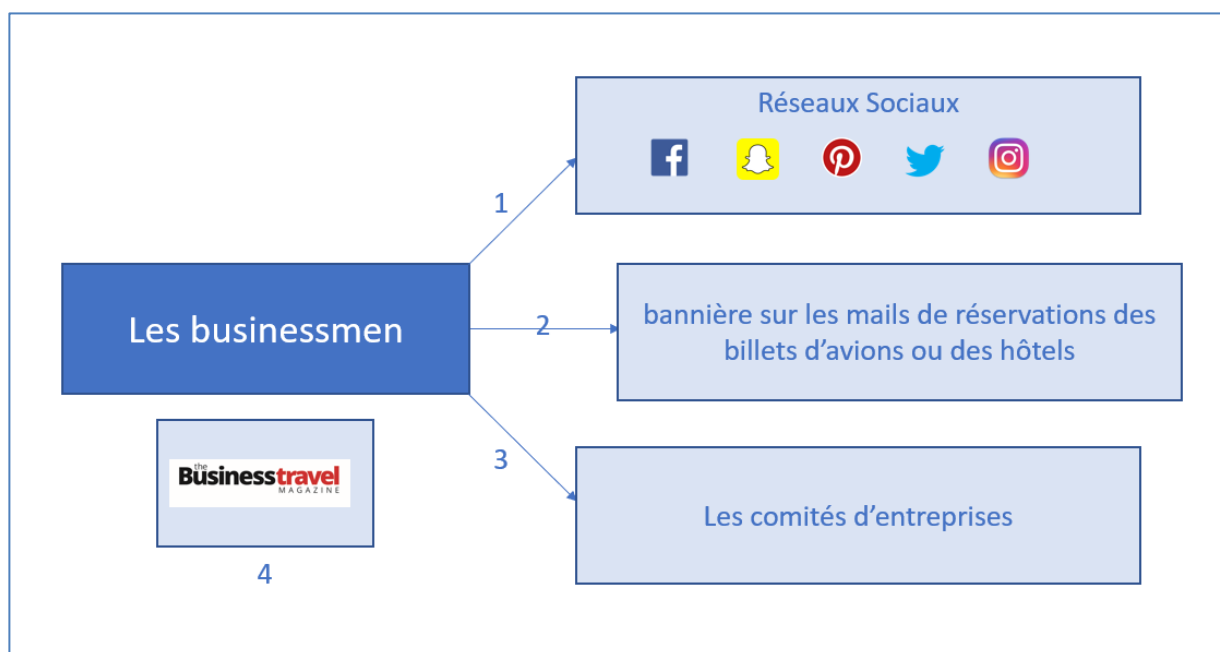 Réseaux Sociaux
1
Les businessmen
2
bannière sur les mails de réservations des
billets d’avions ou des hôtels
3
Les comités d’entreprises
the
Businesstravel
MAGAZINE
4